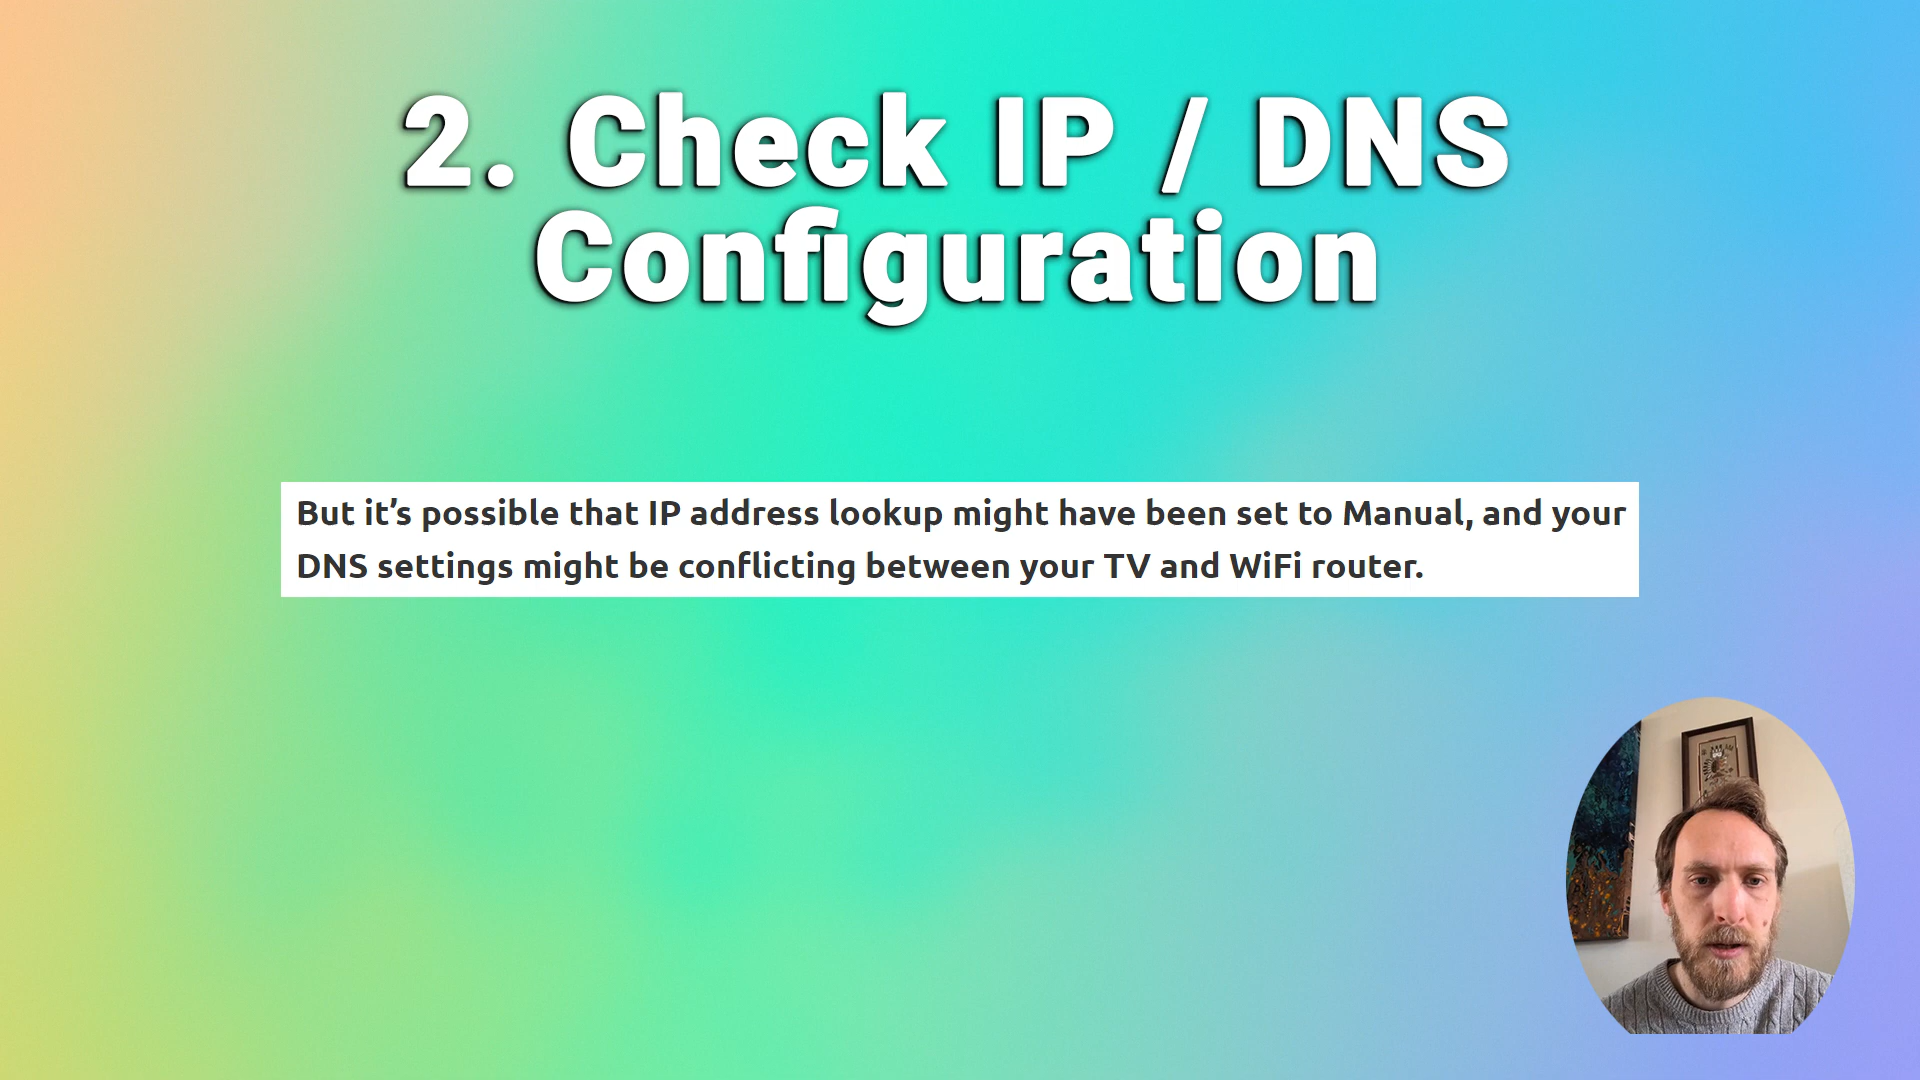 2. Check IP / DNS
Configuration
But it’s possible that IP address lookup might have been set to Manual, and your
DNS settings might be conflicting between your TV and WiFi router.